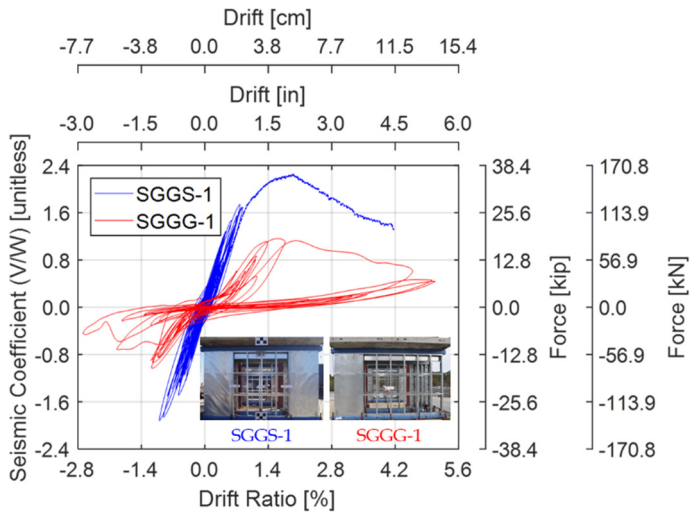 Drift [cm]
-7.7 -3.8 0.0 3.8 7.7 11.5 15.4
Drift [in]
-3.0 -1.5 0.0 1.5 3.0 4.5 6.0
Seismic Coefficient (V/W) [unitless]
2.4
1.6
0.8
0.0
-0.8
-1.6
-2.4
SGGS-1
SGGG-1
SGGS-1 SGGG-1
-2.8 -1.4 0.0 1.4 2.8 4.2 5.6
Drift Ratio [%]
38.4
25.6
12.8
0.0
-12.8
-25.6
-38.4
Force [kip]
170.8
113.9
56.9
0.0
-56.9
-113.9
-170.8
Force [kN]